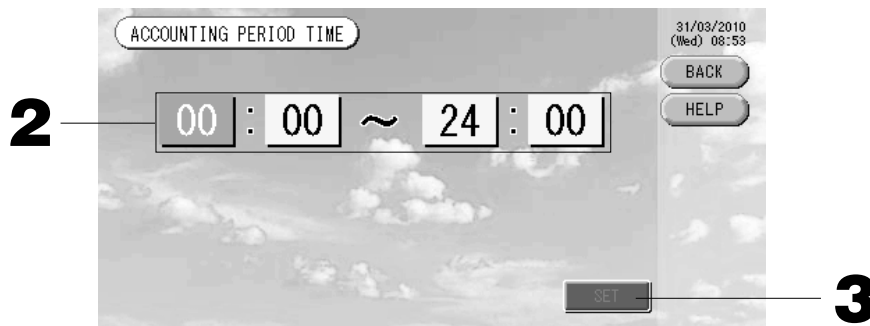 ACCOUNTING PERIOD TIME
31/03/2010
(Wed) 08:53
BACK
HELP
2
00 : 00 ~ 24 : 00
SET
3